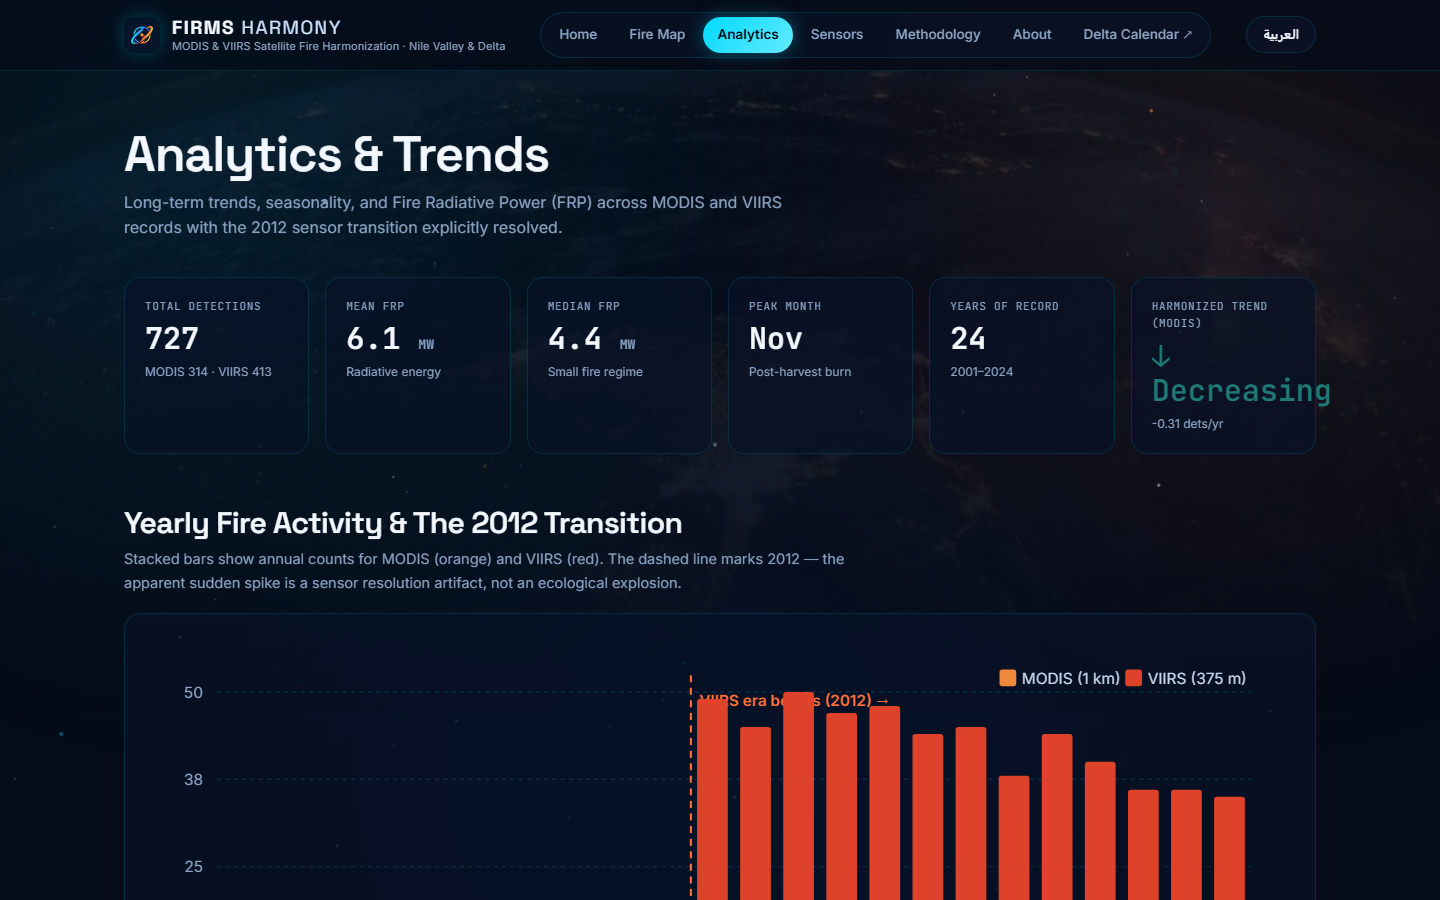 FIRMS HARMONY
MODIS & VIIRS Satellite Fire Harmonization · Nile Valley & Delta
Home
Fire Map
Analytics
Sensors
Methodology
About
Delta Calendar ↗
العربية
Analytics & Trends
Long-term trends, seasonality, and Fire Radiative Power (FRP) across MODIS and VIIRS
records with the 2012 sensor transition explicitly resolved.
TOTAL DETECTIONS
727
MODIS 314 · VIIRS 413
MEAN FRP
6.1 MW
Radiative energy
MEDIAN FRP
4.4 MW
Small fire regime
PEAK MONTH
Nov
Post-harvest burn
YEARS OF RECORD
24
2001–2024
HARMONIZED TREND
(MODIS)
↓
Decreasing
-0.31 dets/yr
Yearly Fire Activity & The 2012 Transition
Stacked bars show annual counts for MODIS (orange) and VIIRS (red). The dashed line marks 2012 — the
apparent sudden spike is a sensor resolution artifact, not an ecological explosion.
MODIS (1 km)
VIIRS (375 m)
50
VIIRS era begins (2012) →
38
25